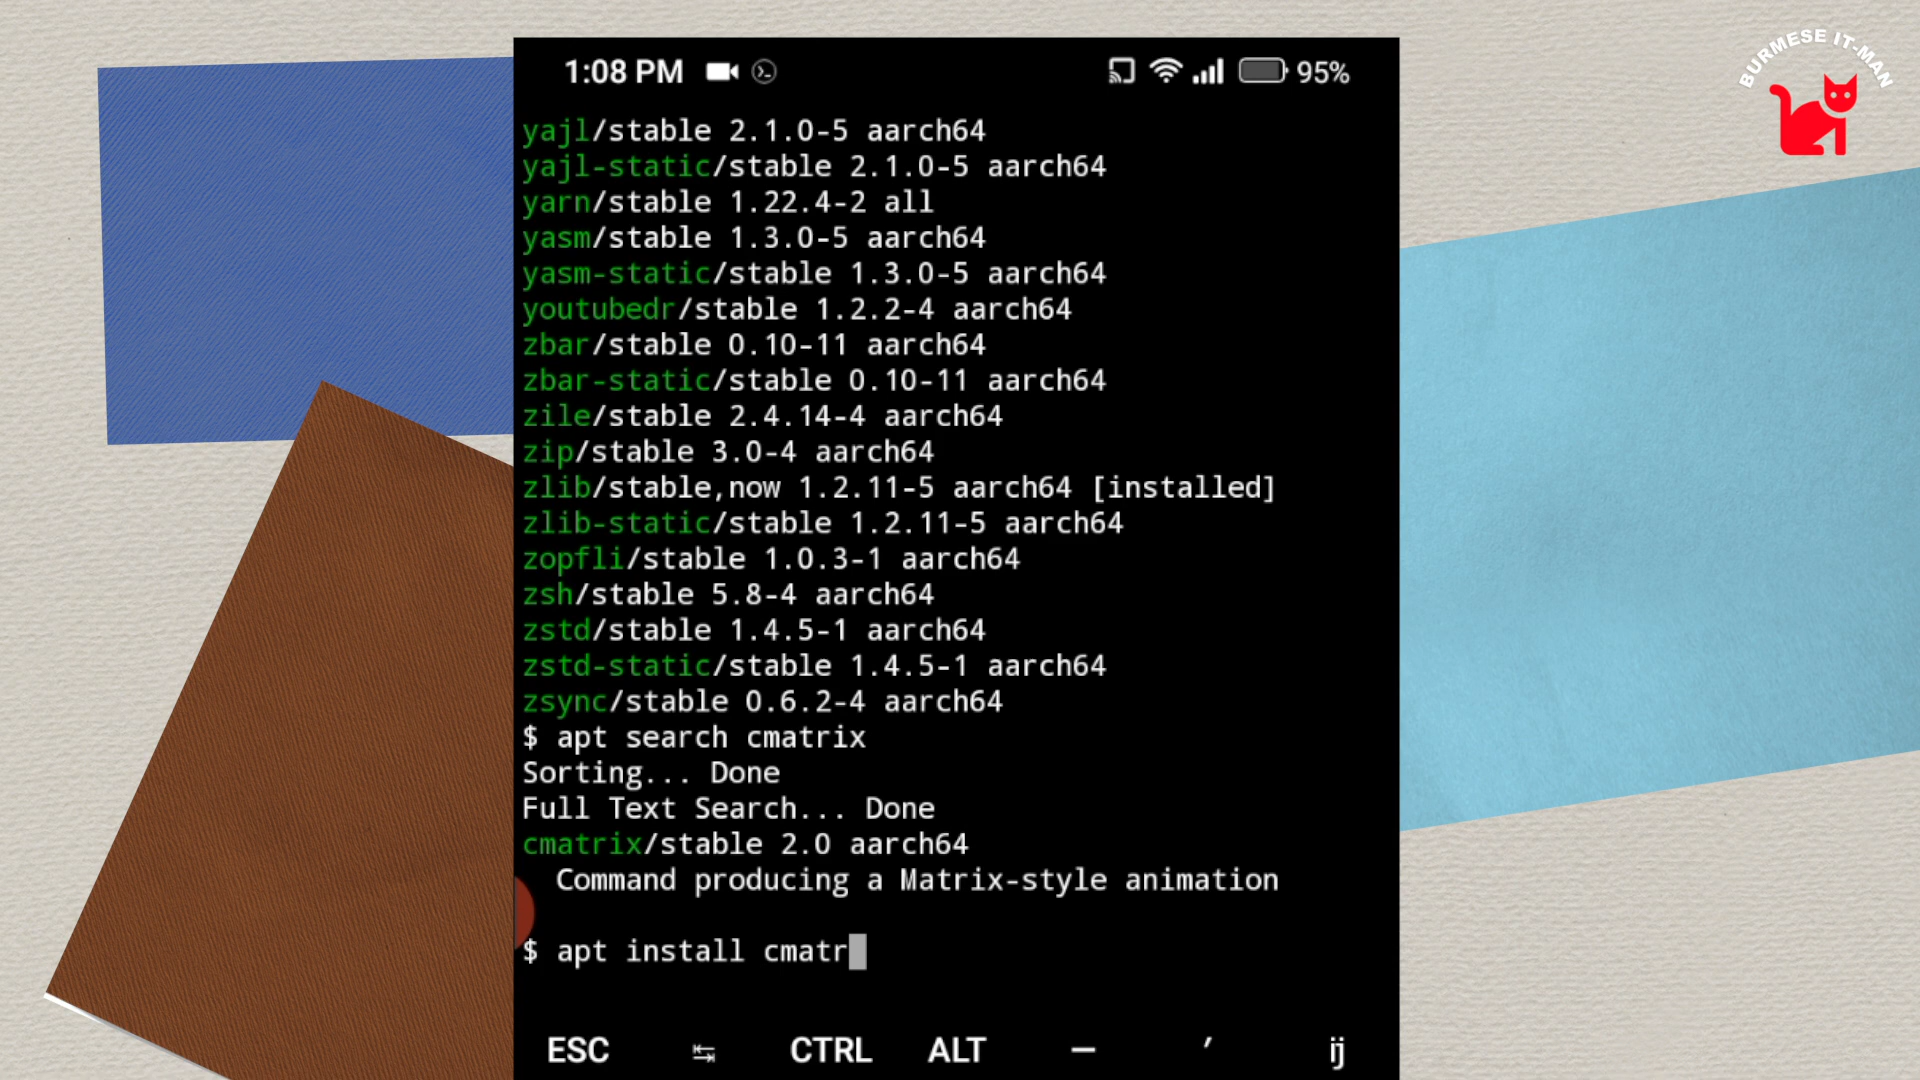 BURMESE IT-MAN
1:08 PM 95%
yajl/stable 2.1.0-5 aarch64
yajl-static/stable 2.1.0-5 aarch64
yarn/stable 1.22.4-2 all
yasm/stable 1.3.0-5 aarch64
yasm-static/stable 1.3.0-5 aarch64
youtubedr/stable 1.2.2-4 aarch64
zbar/stable 0.10-11 aarch64
zbar-static/stable 0.10-11 aarch64
zile/stable 2.4.14-4 aarch64
zip/stable 3.0-4 aarch64
zlib/stable,now 1.2.11-5 aarch64 [installed]
zlib-static/stable 1.2.11-5 aarch64
zopfli/stable 1.0.3-1 aarch64
zsh/stable 5.8-4 aarch64
zstd/stable 1.4.5-1 aarch64
zstd-static/stable 1.4.5-1 aarch64
zsync/stable 0.6.2-4 aarch64
$ apt search cmatrix
Sorting... Done
Full Text Search... Done
cmatrix/stable 2.0 aarch64
Command producing a Matrix-style animation
$ apt install cmatr
ESC ↹ CTRL ALT — ′ ij